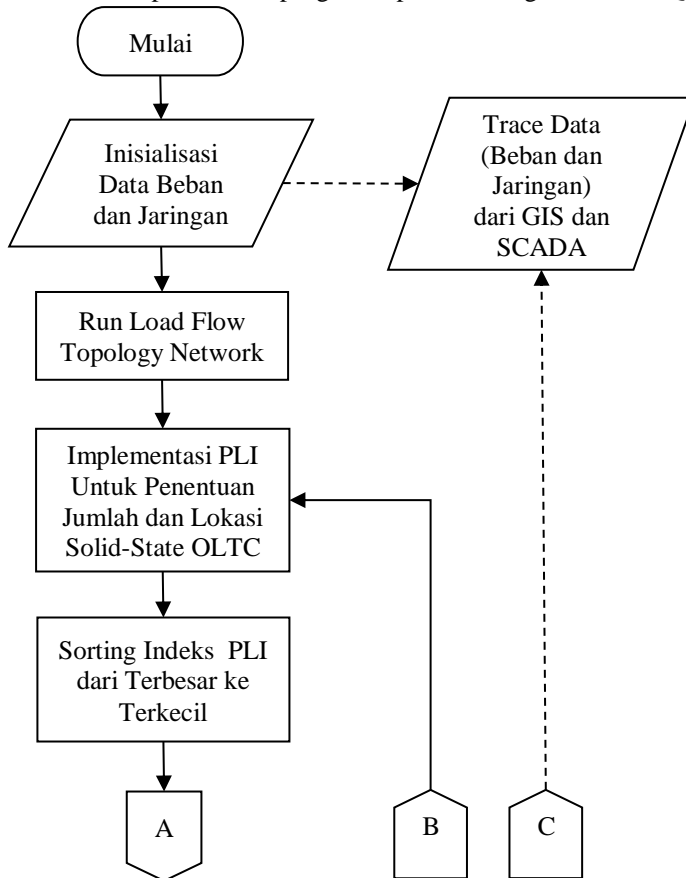 Mulai
Inisialisasi
Data Beban
dan Jaringan
Trace Data
(Beban dan
Jaringan)
dari GIS dan
SCADA
Run Load Flow
Topology Network
Implementasi PLI
Untuk Penentuan
Jumlah dan Lokasi
Solid-State OLTC
Sorting Indeks PLI
dari Terbesar ke
Terkecil
A
B
C